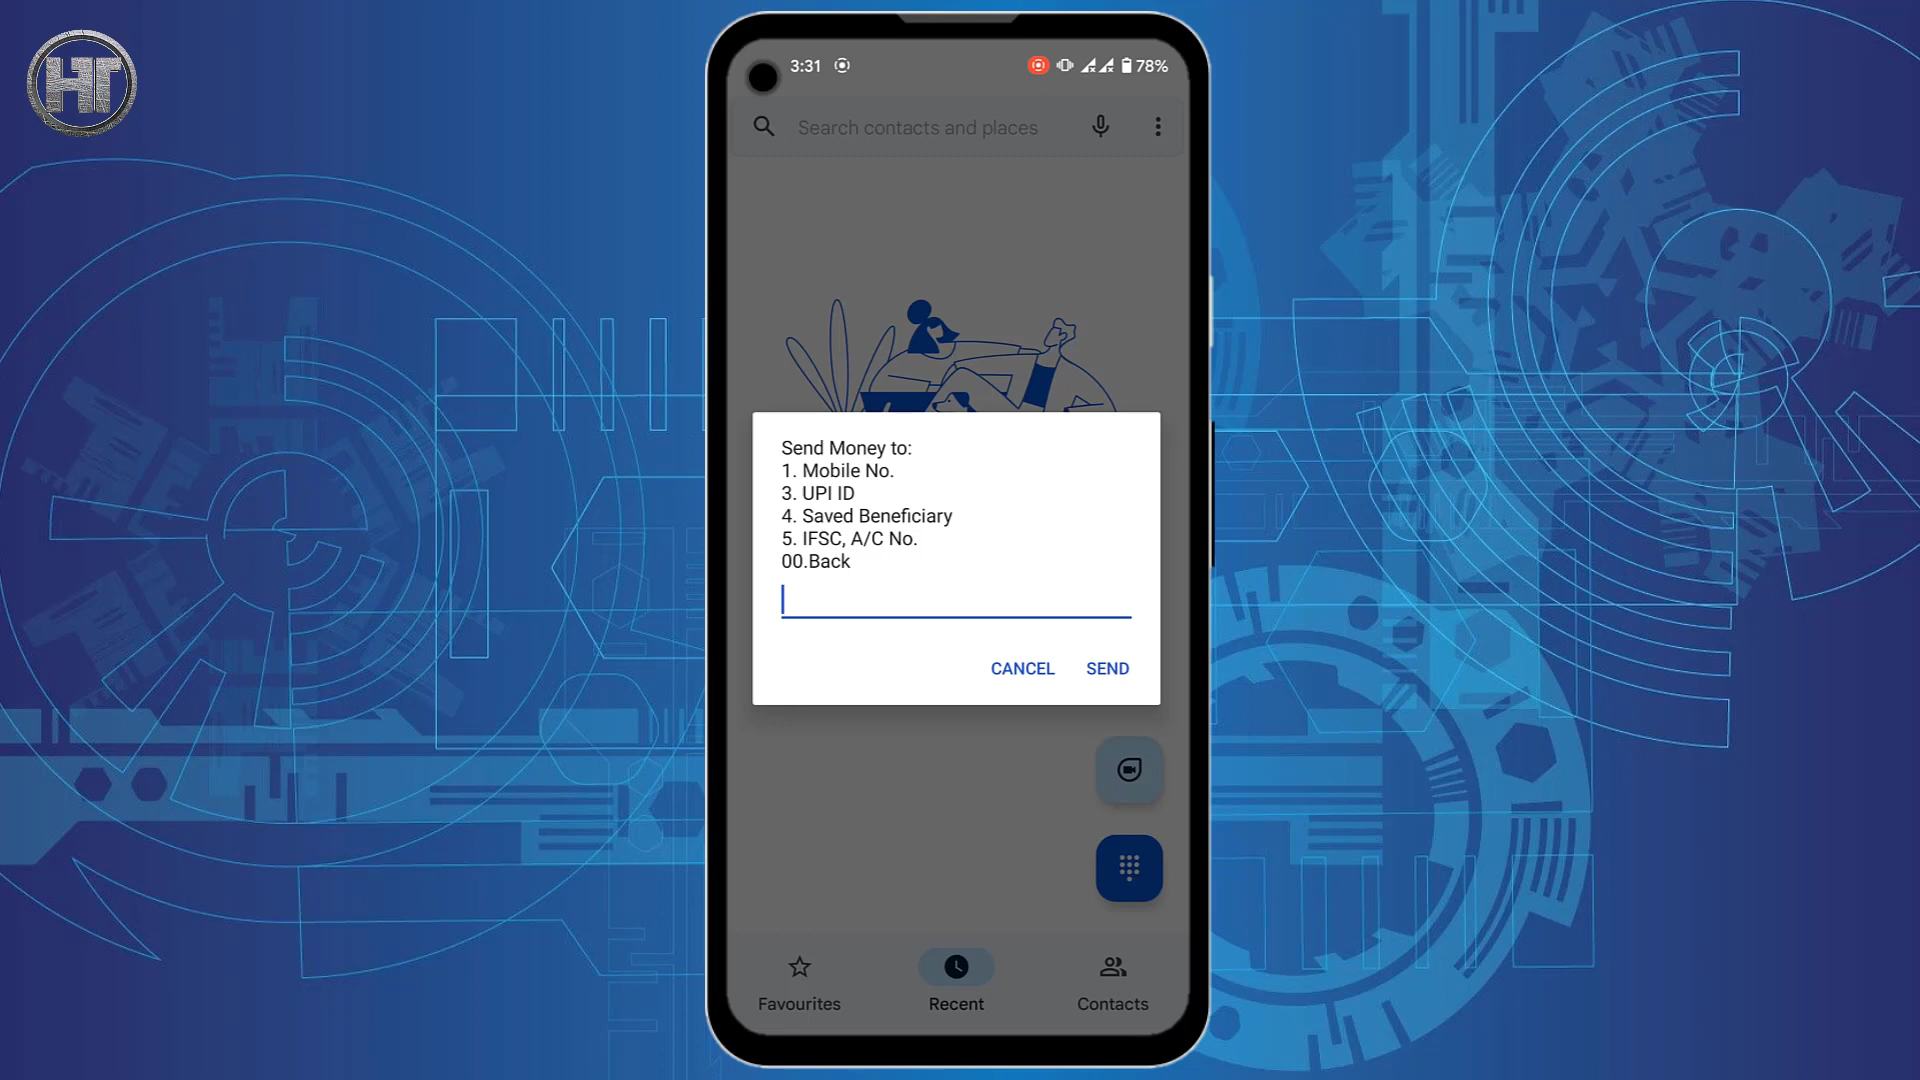 HT
3:31
78%
Search contacts and places
Send Money to:
1. Mobile No.
3. UPI ID
4. Saved Beneficiary
5. IFSC, A/C No.
00.Back
CANCEL SEND
Favourites Recent Contacts